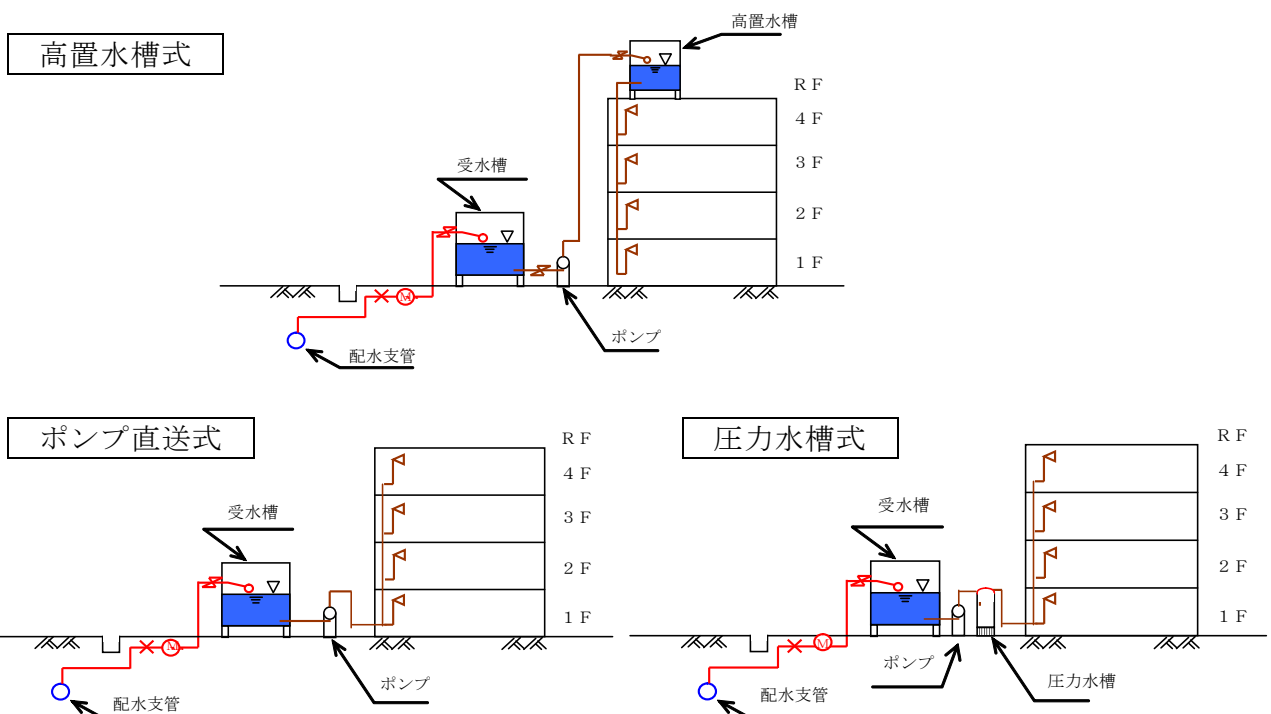 高置水槽式
高置水槽
ＲＦ
４Ｆ
３Ｆ
２Ｆ
１Ｆ
受水槽
M
ポンプ
配水支管
ポンプ直送式
ＲＦ
４Ｆ
３Ｆ
２Ｆ
１Ｆ
受水槽
M
ポンプ
配水支管
圧力水槽式
ＲＦ
４Ｆ
３Ｆ
２Ｆ
１Ｆ
受水槽
M
ポンプ
圧力水槽
配水支管